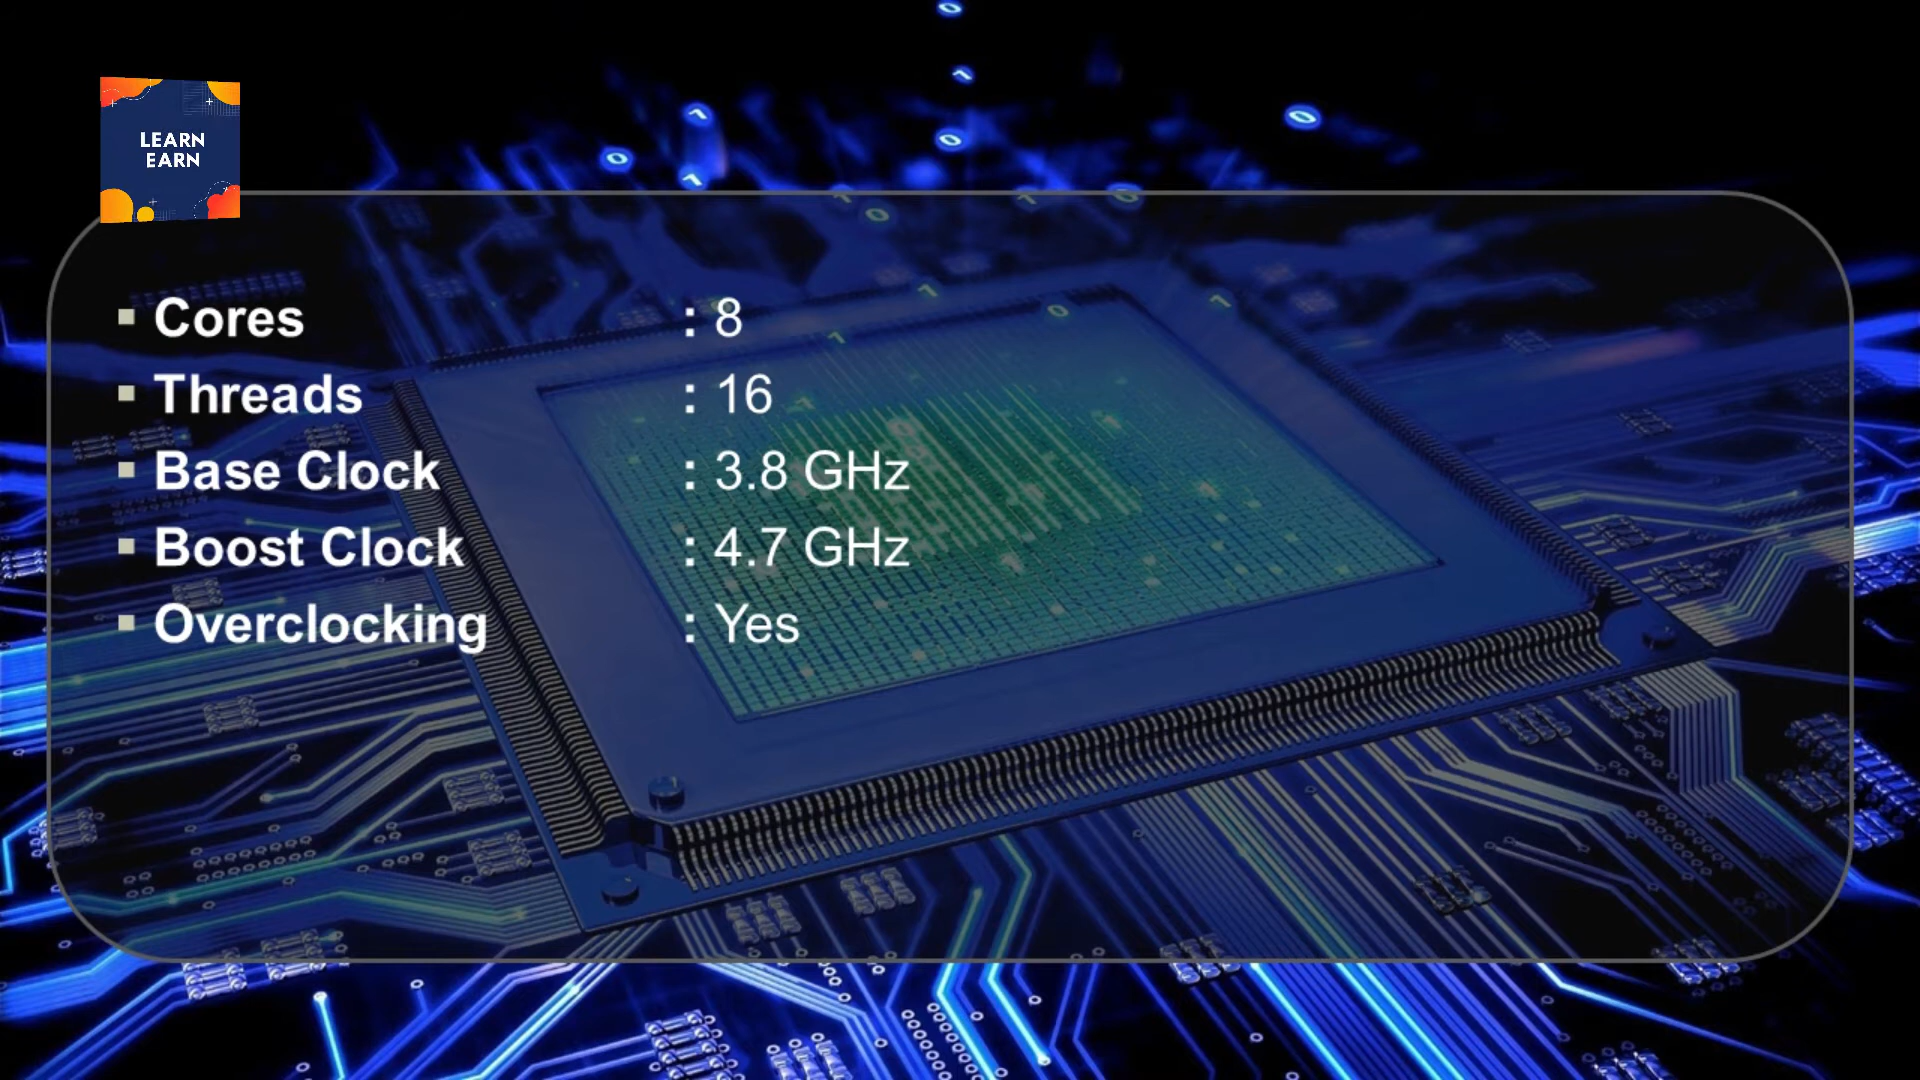 LEARN
EARN
▪ Cores : 8
▪ Threads : 16
▪ Base Clock : 3.8 GHz
▪ Boost Clock : 4.7 GHz
▪ Overclocking : Yes